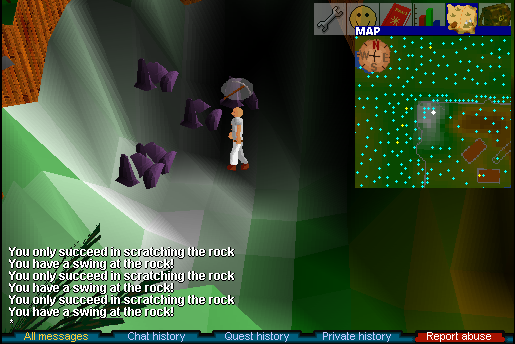 MAP
N
W E
S
You only succeed in scratching the rock
You have a swing at the rock!
You only succeed in scratching the rock
You have a swing at the rock!
You only succeed in scratching the rock
You have a swing at the rock!
*
All messages Chat history Quest history Private history Report abuse